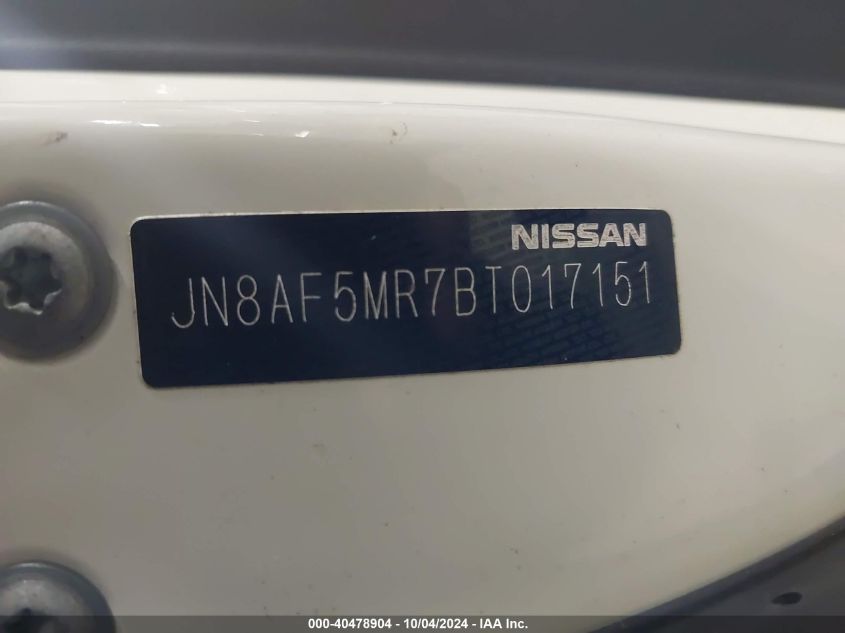 NISSAN
JN8AF5MR7BT017151
000-40478904 - 10/04/2024 - IAA Inc.